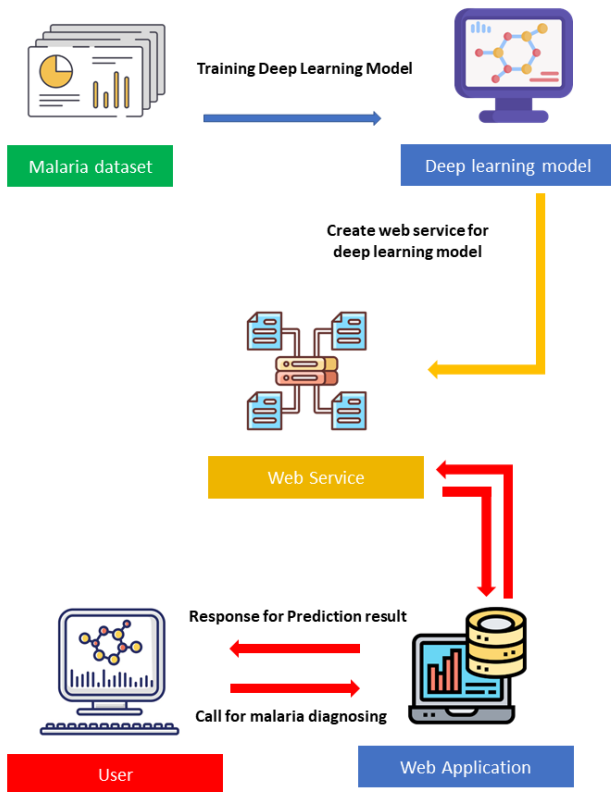 Training Deep Learning Model
Malaria dataset
Deep learning model
Create web service for
deep learning model
Web Service
Response for Prediction result
Call for malaria diagnosing
User
Web Application